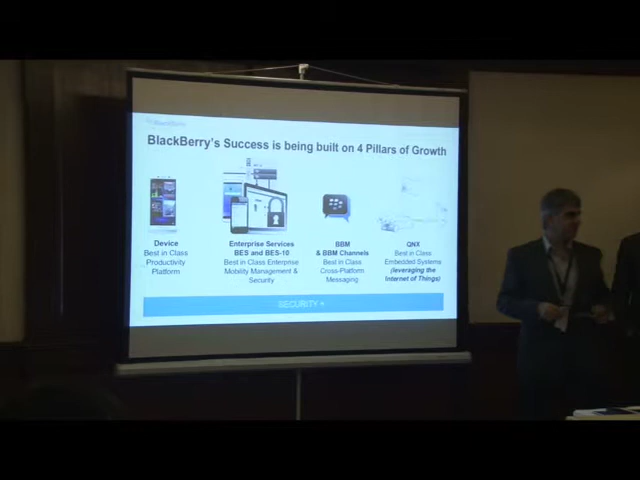 BlackBerry
BlackBerry's Success is being built on 4 Pillars of Growth
Device
Best in Class
Productivity
Platform
Enterprise Services
BES and BES-10
Best in Class Enterprise
Mobility Management &
Security
BBM
& BBM Channels
Best in Class
Cross-Platform
Messaging
QNX
Best in Class
Embedded Systems
(leveraging the
Internet of Things)
SECURITY +